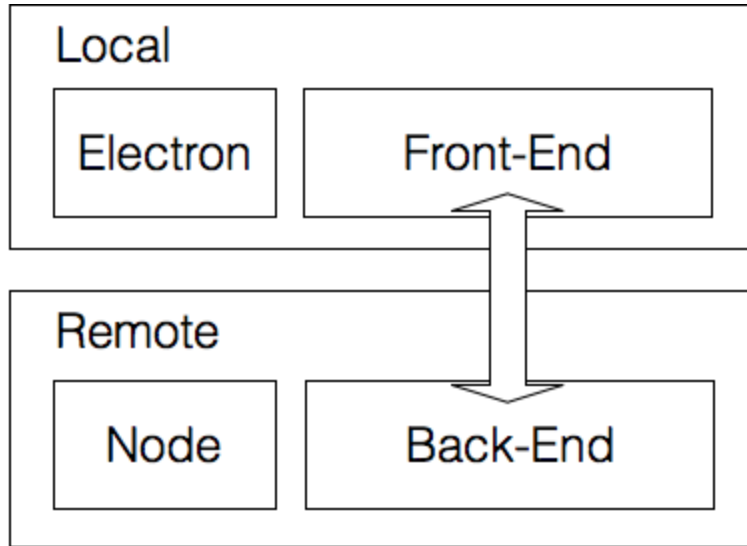 Local
Electron
Front-End
Remote
Node
Back-End